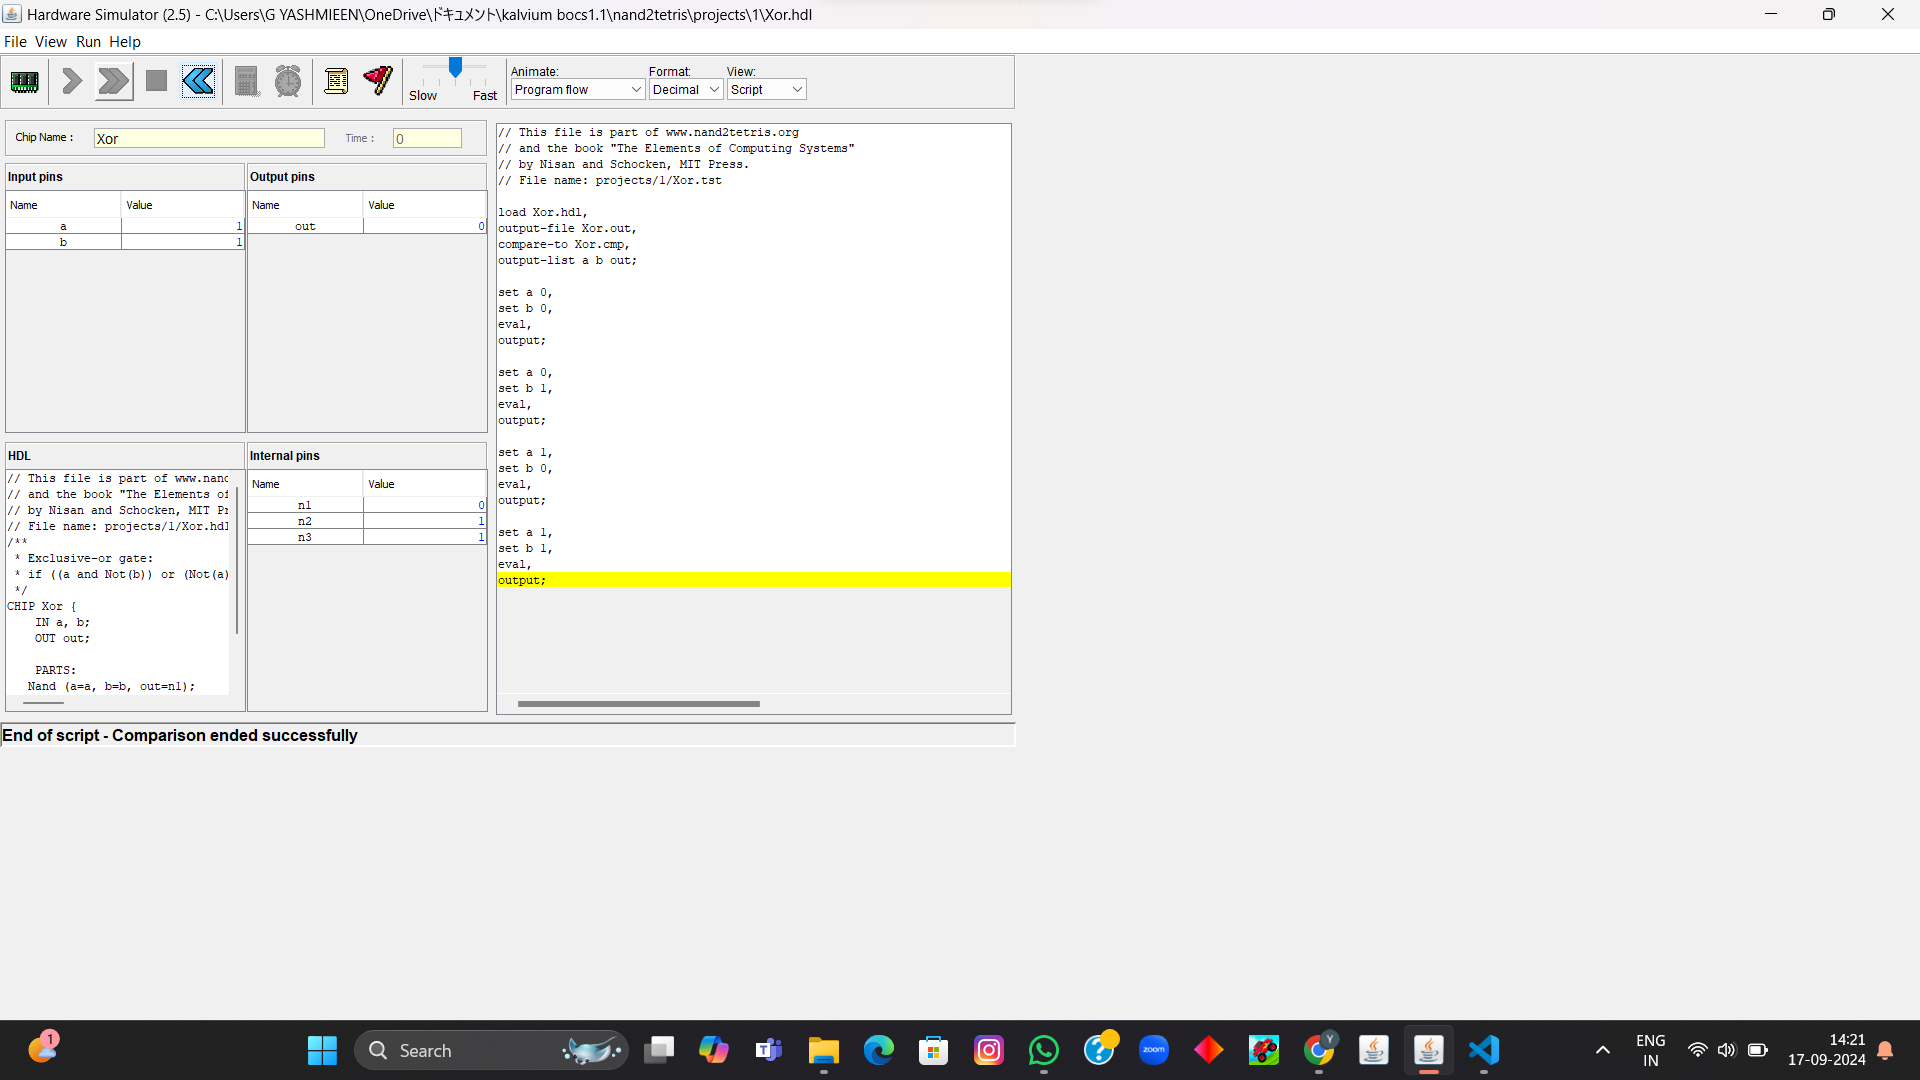 Hardware Simulator (2.5) - C:\Users\G YASHMIEEN\OneDrive\ドキュメント\kalvium bocs1.1\nand2tetris\projects\1\Xor.hdl
File View Run Help
Slow Fast
Animate:
Program flow
Format:
Decimal
View:
Script
Chip Name :
Xor
Time :
0
Input pins
Name Value
a 1
b 1
Output pins
Name Value
out 0
HDL
// This file is part of www.nand
// and the book "The Elements of
// by Nisan and Schocken, MIT Pr
// File name: projects/1/Xor.hdl
/**
* Exclusive-or gate:
* if ((a and Not(b)) or (Not(a)
*/
CHIP Xor {
IN a, b;
OUT out;
PARTS:
Nand (a=a, b=b, out=n1);
Internal pins
Name Value
n1 0
n2 1
n3 1
// This file is part of www.nand2tetris.org
// and the book "The Elements of Computing Systems"
// by Nisan and Schocken, MIT Press.
// File name: projects/1/Xor.tst
load Xor.hdl,
output-file Xor.out,
compare-to Xor.cmp,
output-list a b out;
set a 0,
set b 0,
eval,
output;
set a 0,
set b 1,
eval,
output;
set a 1,
set b 0,
eval,
output;
set a 1,
set b 1,
eval,
output;
End of script - Comparison ended successfully
1
Search
zoom
Y
ENG
IN
14:21
17-09-2024